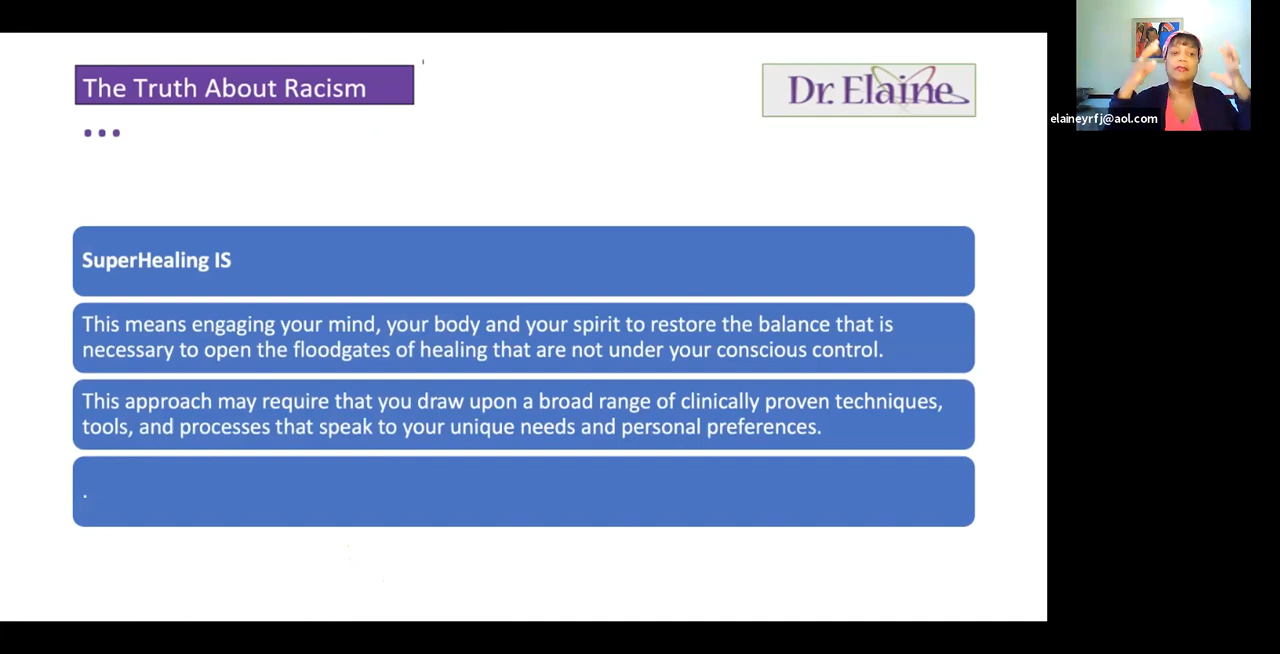 The Truth About Racism
Dr. Elaine
elaineyrfj@aol.com
SuperHealing IS
This means engaging your mind, your body and your spirit to restore the balance that is
necessary to open the floodgates of healing that are not under your conscious control.
This approach may require that you draw upon a broad range of clinically proven techniques,
tools, and processes that speak to your unique needs and personal preferences.
.